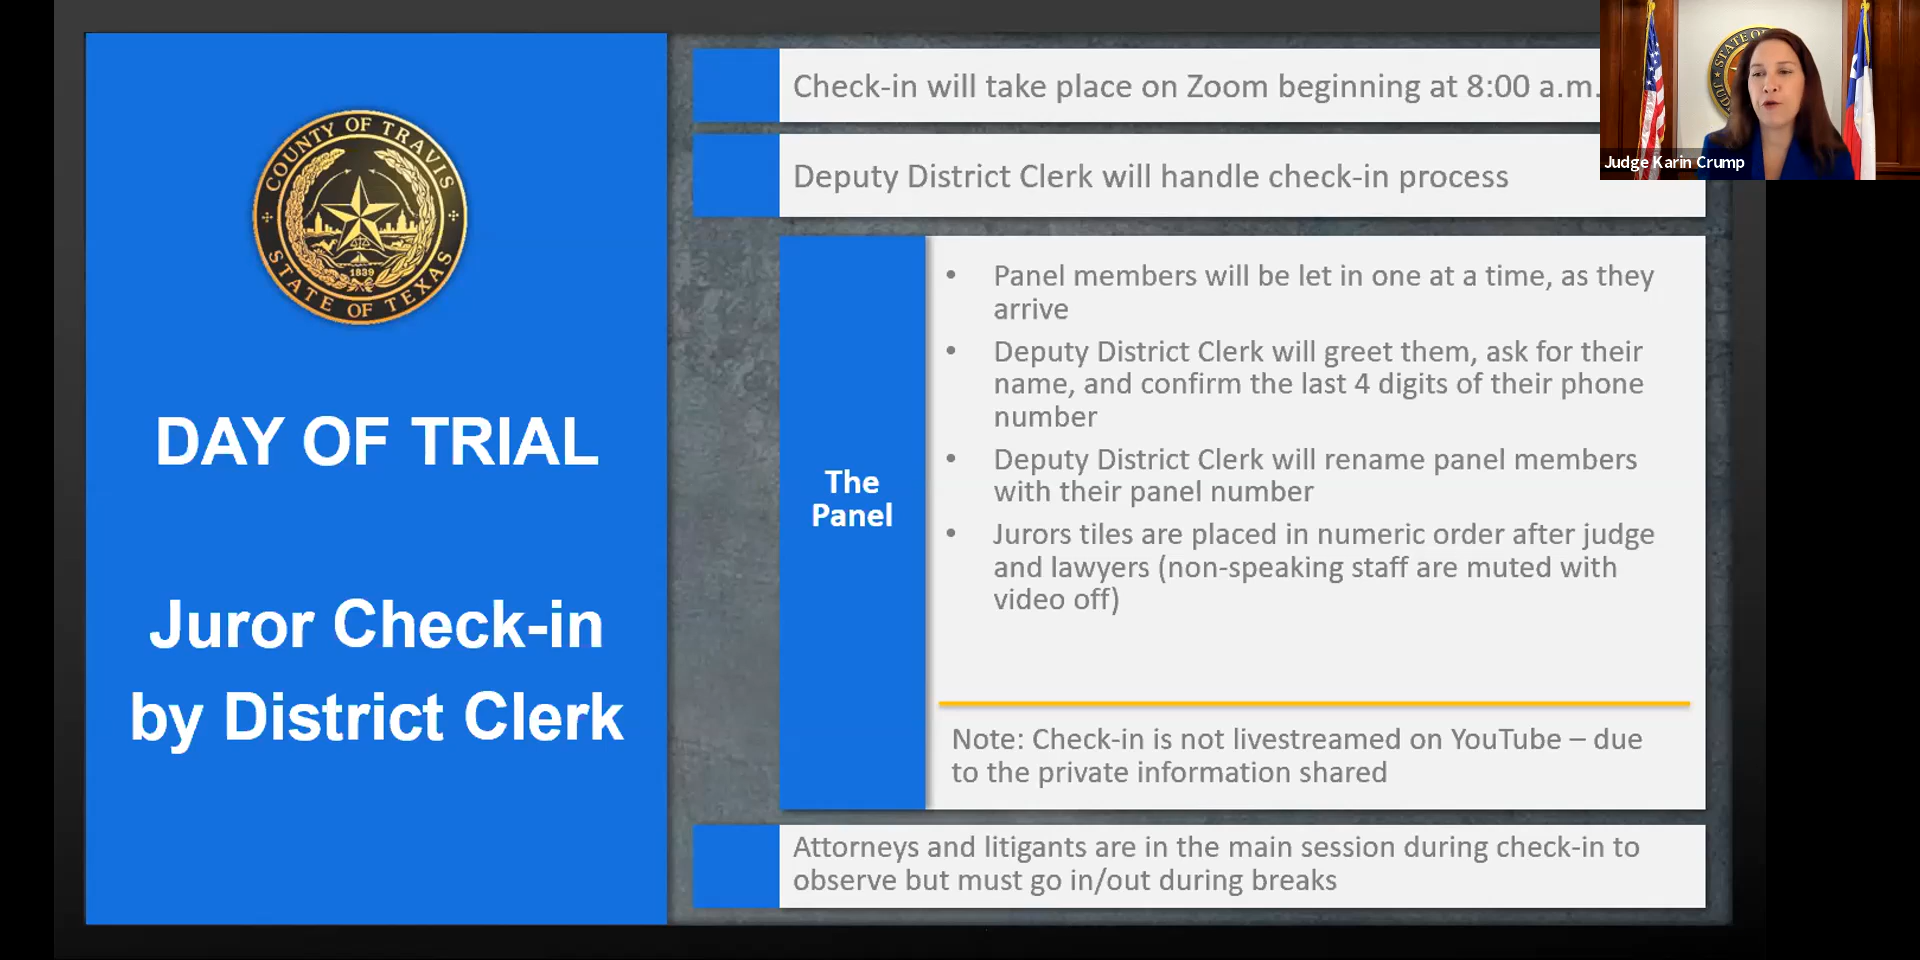 COUNTY OF TRAVIS
1839
STATE OF TEXAS
DAY OF TRIAL
Juror Check-in
by District Clerk
Check-in will take place on Zoom beginning at 8:00 a.m.
Deputy District Clerk will handle check-in process
The
Panel
• Panel members will be let in one at a time, as they
arrive
• Deputy District Clerk will greet them, ask for their
name, and confirm the last 4 digits of their phone
number
• Deputy District Clerk will rename panel members
with their panel number
• Jurors tiles are placed in numeric order after judge
and lawyers (non-speaking staff are muted with
video off)
Note: Check-in is not livestreamed on YouTube – due
to the private information shared
Attorneys and litigants are in the main session during check-in to
observe but must go in/out during breaks
STATE OF
JUD
Judge Karin Crump